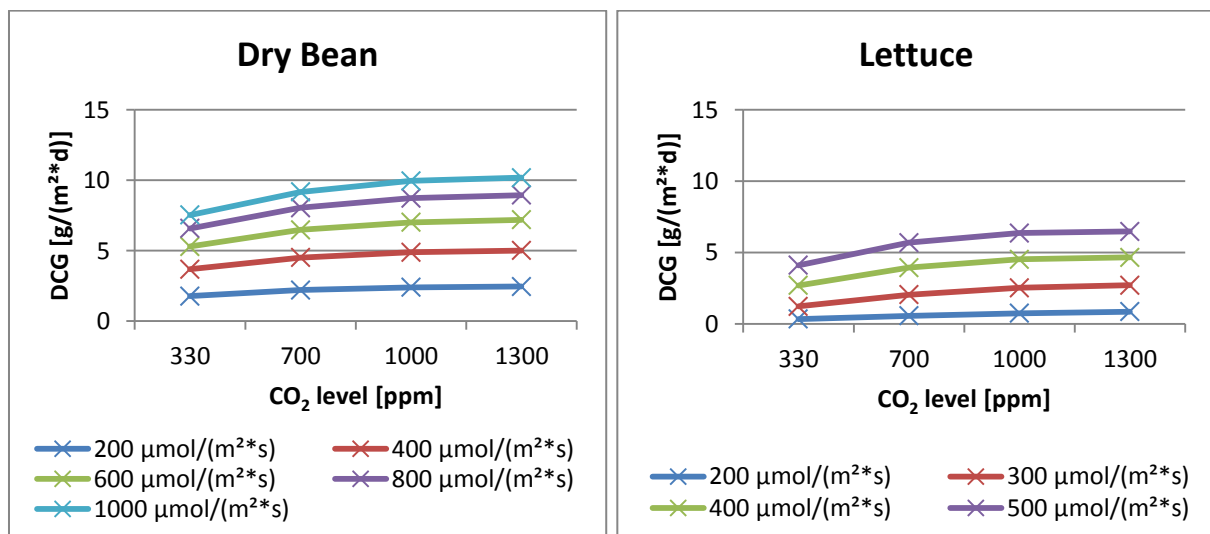 Dry Bean
DCG [g/(m²*d)]
15
10
5
0
330 700 1000 1300
CO₂ level [ppm]
200 µmol/(m²*s) 400 µmol/(m²*s)
600 µmol/(m²*s) 800 µmol/(m²*s)
1000 µmol/(m²*s)
Lettuce
DCG [g/(m²*d)]
15
10
5
0
330 700 1000 1300
CO₂ level [ppm]
200 µmol/(m²*s) 300 µmol/(m²*s)
400 µmol/(m²*s) 500 µmol/(m²*s)